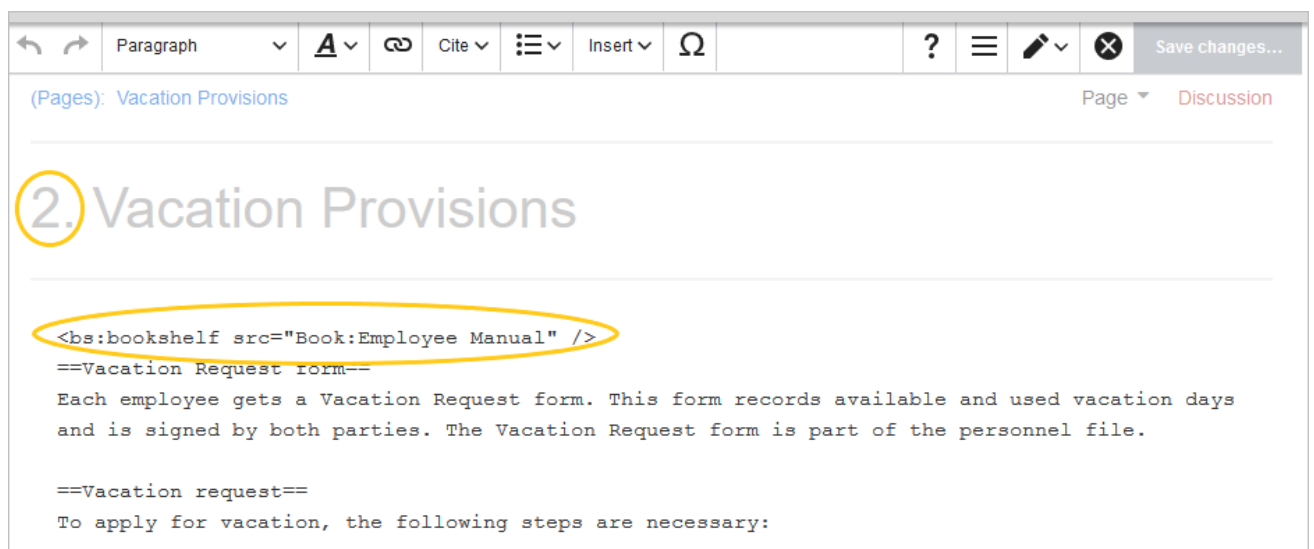 Paragraph A Cite Insert Ω ? Save changes...
(Pages): Vacation Provisions Page Discussion
2. Vacation Provisions
<bs:bookshelf src="Book:Employee Manual" />
==Vacation Request form==
Each employee gets a Vacation Request form. This form records available and used vacation days
and is signed by both parties. The Vacation Request form is part of the personnel file.
==Vacation request==
To apply for vacation, the following steps are necessary: